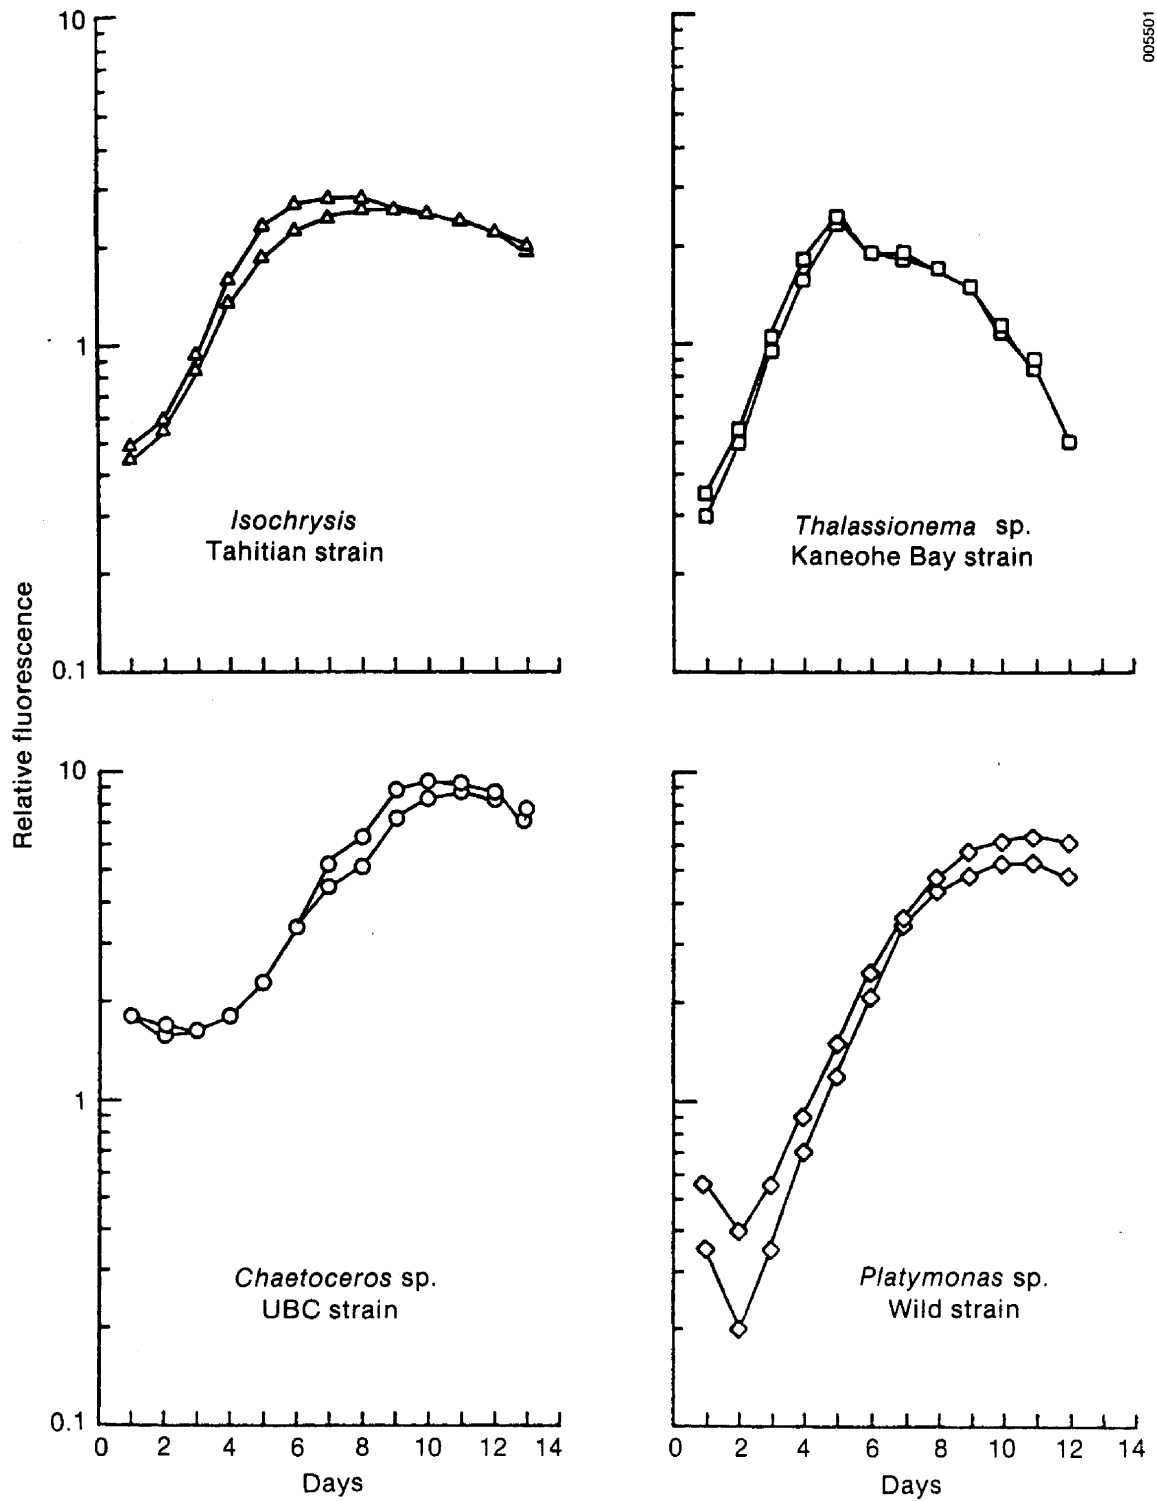 005501
10
1
0.1
Isochrysis
Tahitian strain
Thalassionema sp.
Kaneohe Bay strain
Relative fluorescence
10
1
0.1
Chaetoceros sp.
UBC strain
Platymonas sp.
Wild strain
0 2 4 6 8 10 12 14
Days
0 2 4 6 8 10 12 14
Days